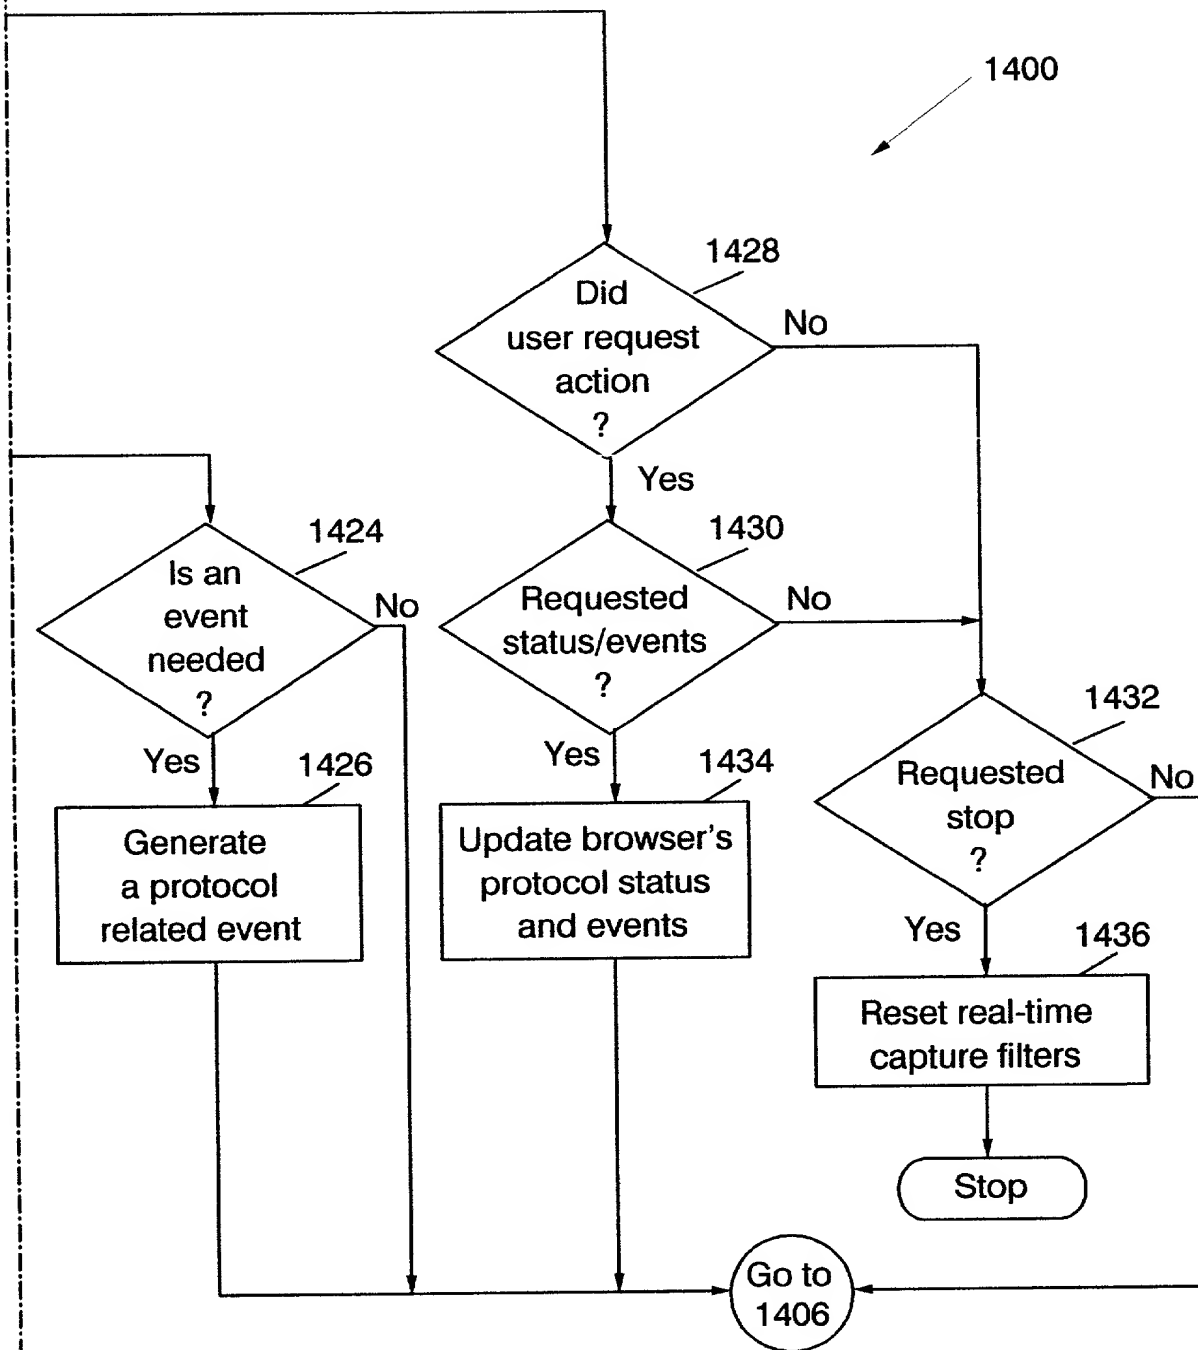 1400
1428
Did
user request
action
?
No
Yes
1424
Is an
event
needed
?
No
Yes
1430
Requested
status/events
?
No
Yes
1432
Requested
stop
?
No
Yes
1426
Generate
a protocol
related event
1434
Update browser's
protocol status
and events
1436
Reset real-time
capture filters
Stop
Go to
1406